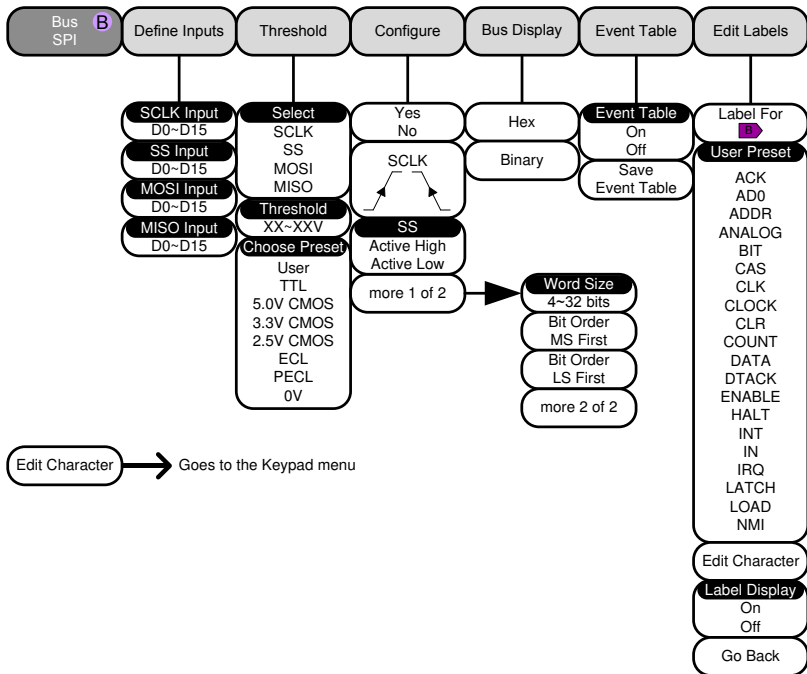 Bus B
SPI
Define Inputs
Threshold
Configure
Bus Display
Event Table
Edit Labels
SCLK Input
D0~D15
SS Input
D0~D15
MOSI Input
D0~D15
MISO Input
D0~D15
Select
SCLK
SS
MOSI
MISO
Threshold
XX~XXV
Choose Preset
User
TTL
5.0V CMOS
3.3V CMOS
2.5V CMOS
ECL
PECL
0V
Yes
No
SCLK
SS
Active High
Active Low
more 1 of 2
Hex
Binary
Word Size
4~32 bits
Bit Order
MS First
Bit Order
LS First
more 2 of 2
Event Table
On
Off
Save
Event Table
Label For
B
User Preset
ACK
AD0
ADDR
ANALOG
BIT
CAS
CLK
CLOCK
CLR
COUNT
DATA
DTACK
ENABLE
HALT
INT
IN
IRQ
LATCH
LOAD
NMI
Edit Character
Label Display
On
Off
Go Back
Edit Character
Goes to the Keypad menu